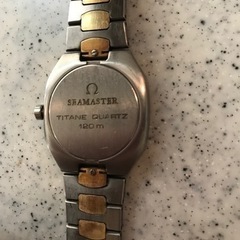 Ω
SEAMASTER
TITANE QUARTZ
120 m